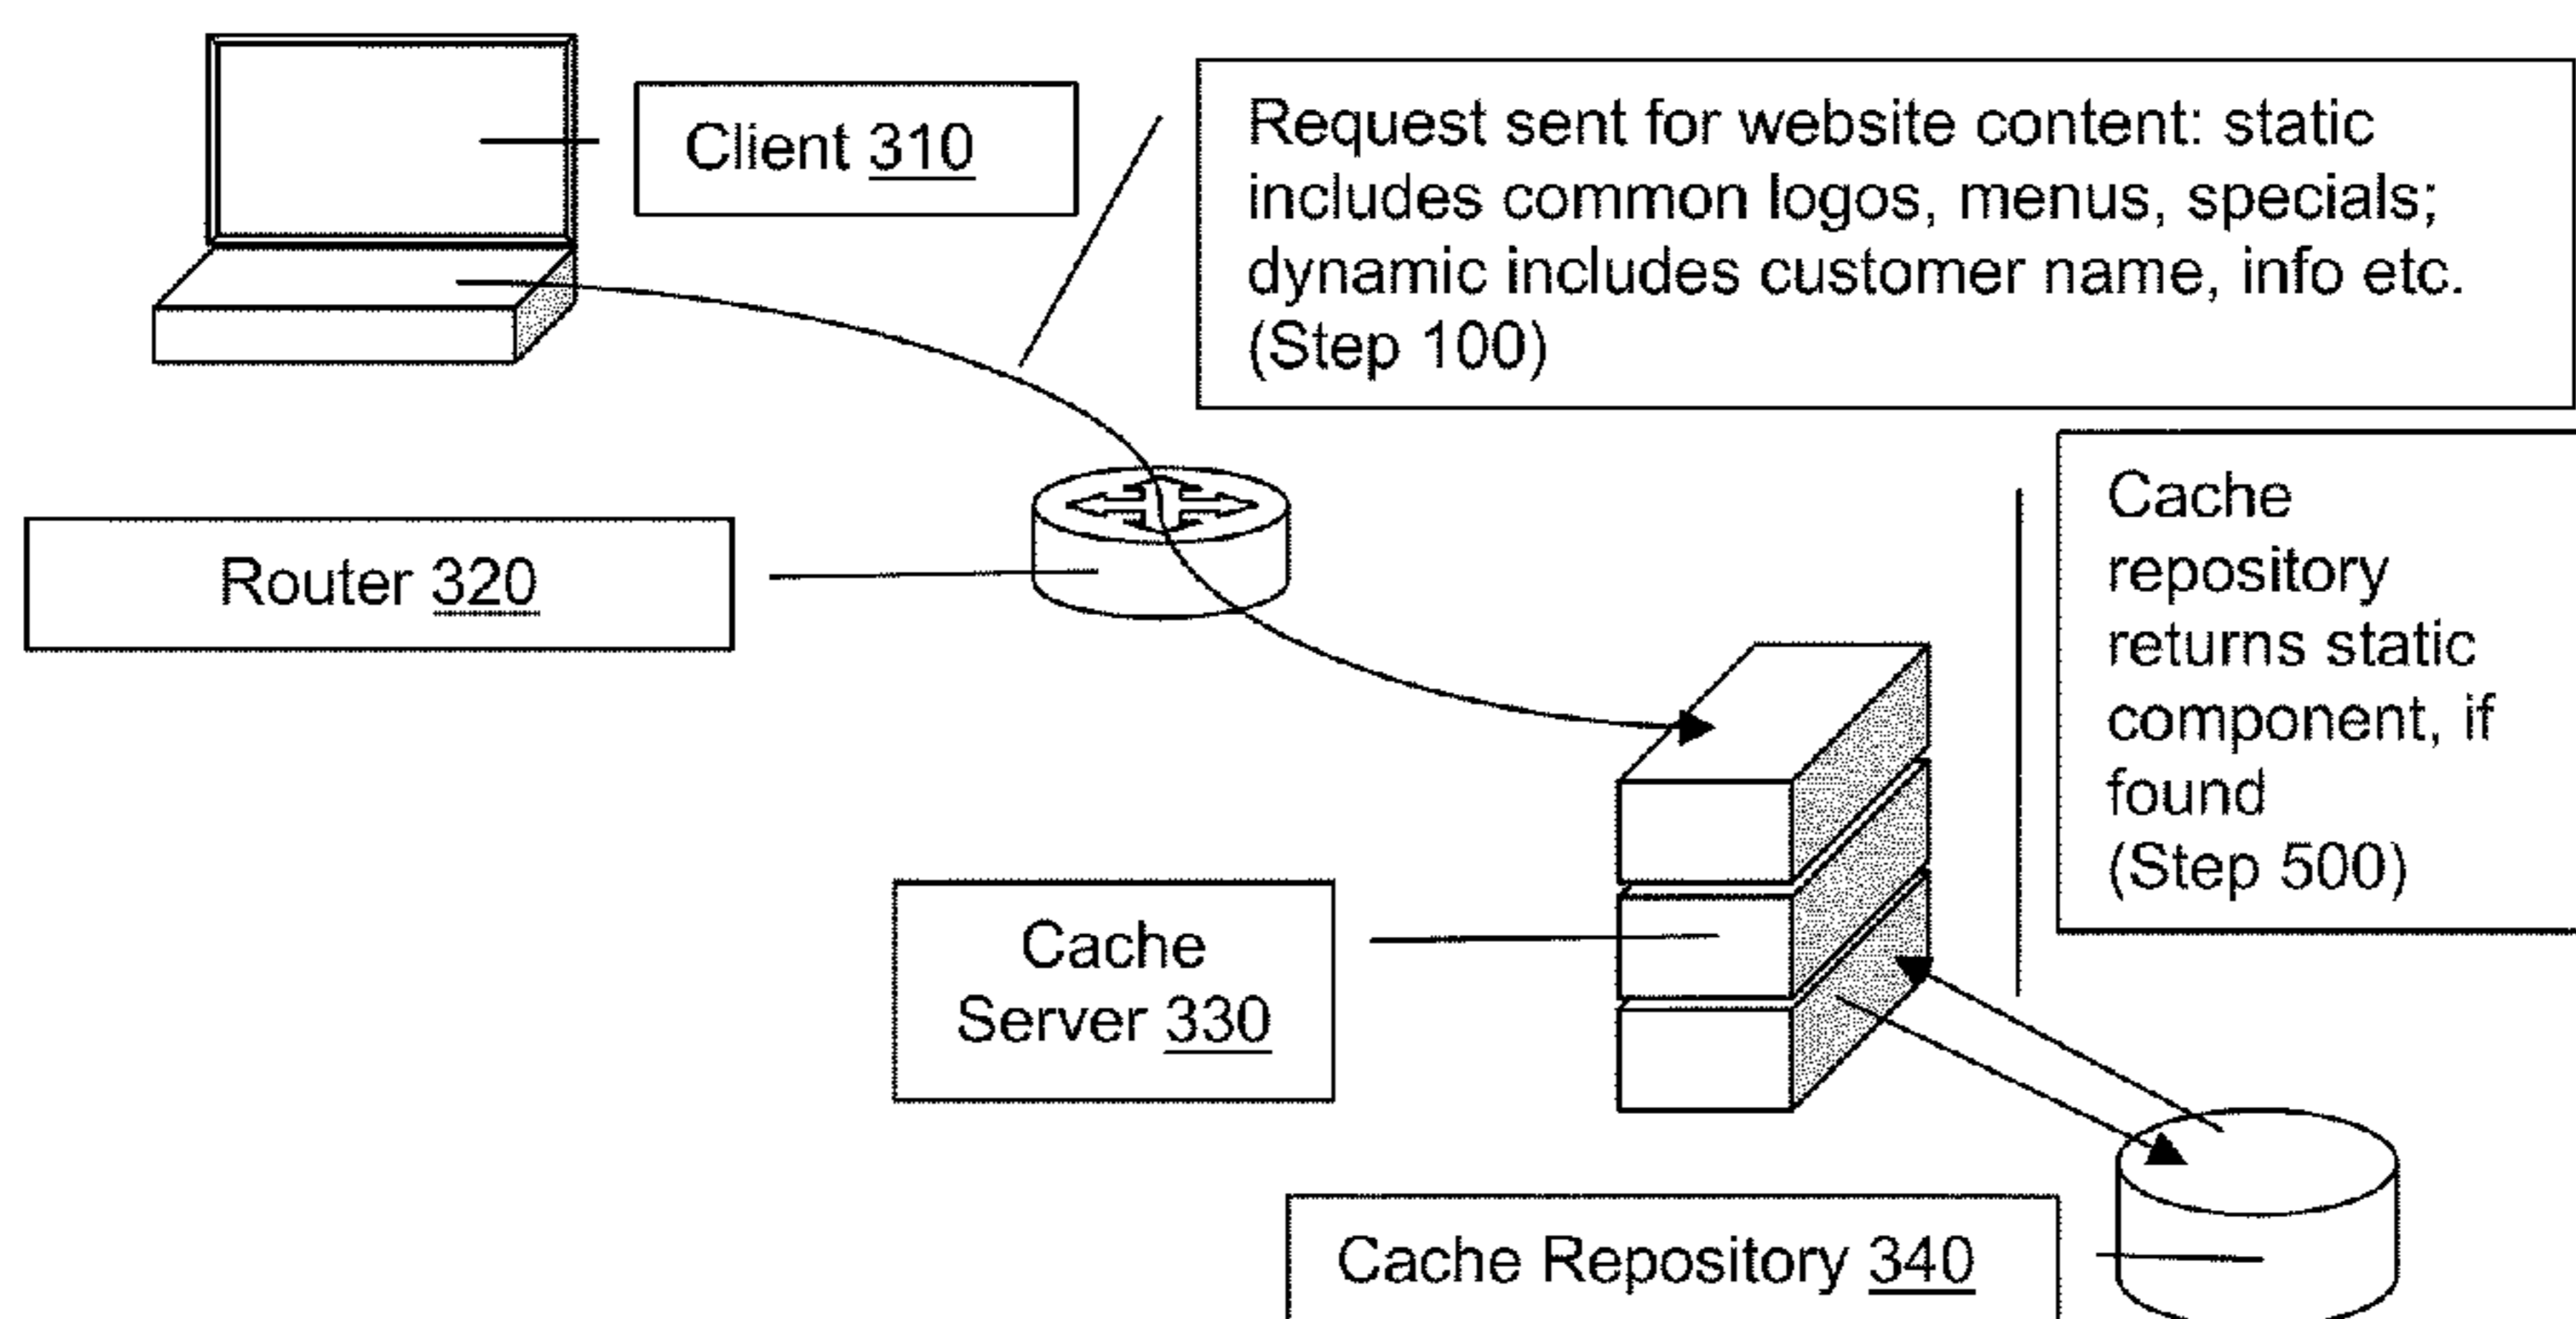 Client 310
Request sent for website content: static
includes common logos, menus, specials;
dynamic includes customer name, info etc.
(Step 100)
Router 320
Cache
repository
returns static
component, if
found
(Step 500)
Cache
Server 330
Cache Repository 340